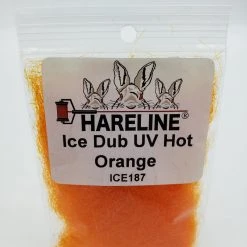 HARELINE®
Ice Dub UV Hot
Orange
ICE187